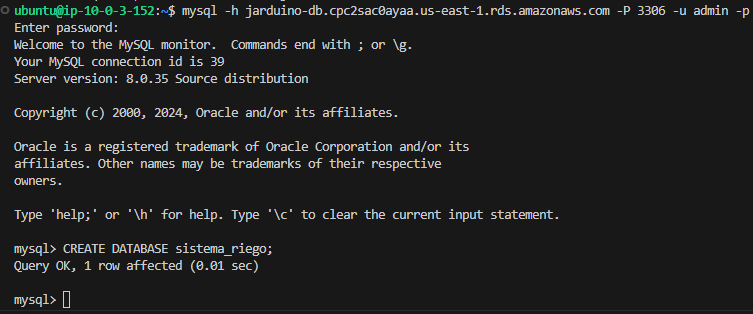 ubuntu@ip-10-0-3-152:~$ mysql -h jarduino-db.cpc2sac0ayaa.us-east-1.rds.amazonaws.com -P 3306 -u admin -p
Enter password:
Welcome to the MySQL monitor.  Commands end with ; or \g.
Your MySQL connection id is 39
Server version: 8.0.35 Source distribution
Copyright (c) 2000, 2024, Oracle and/or its affiliates.
Oracle is a registered trademark of Oracle Corporation and/or its
affiliates. Other names may be trademarks of their respective
owners.
Type 'help;' or '\h' for help. Type '\c' to clear the current input statement.
mysql> CREATE DATABASE sistema_riego;
Query OK, 1 row affected (0.01 sec)
mysql>